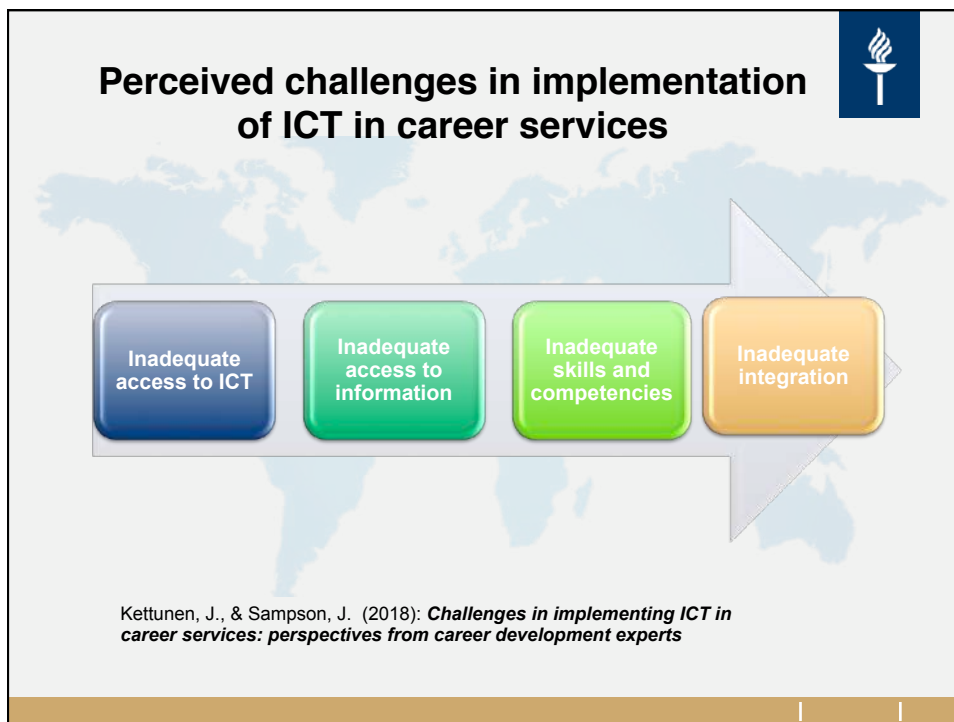 Perceived challenges in implementation
of ICT in career services
Inadequate
access to ICT
Inadequate
access to
information
Inadequate
skills and
competencies
Inadequate
integration
Kettunen, J., & Sampson, J. (2018): Challenges in implementing ICT in
career services: perspectives from career development experts